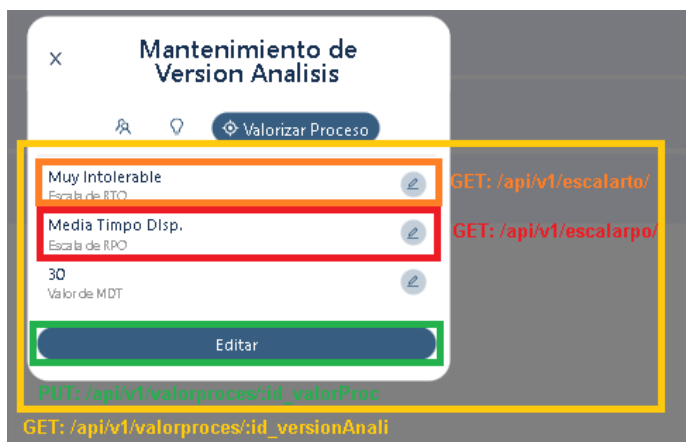 Mantenimiento de
Version Analisis
Valorizar Proceso
Muy Intolerable
Escala de RTO
GET: /api/v1/escalarto/
Media Timpo DIsp.
Escala de RPO
GET: /api/v1/escalarpo/
30
Valor de MDT
Editar
PUT: /api/v1/valorproces/:id_valorProc
GET: /api/v1/valorproces/:id_versionAnali